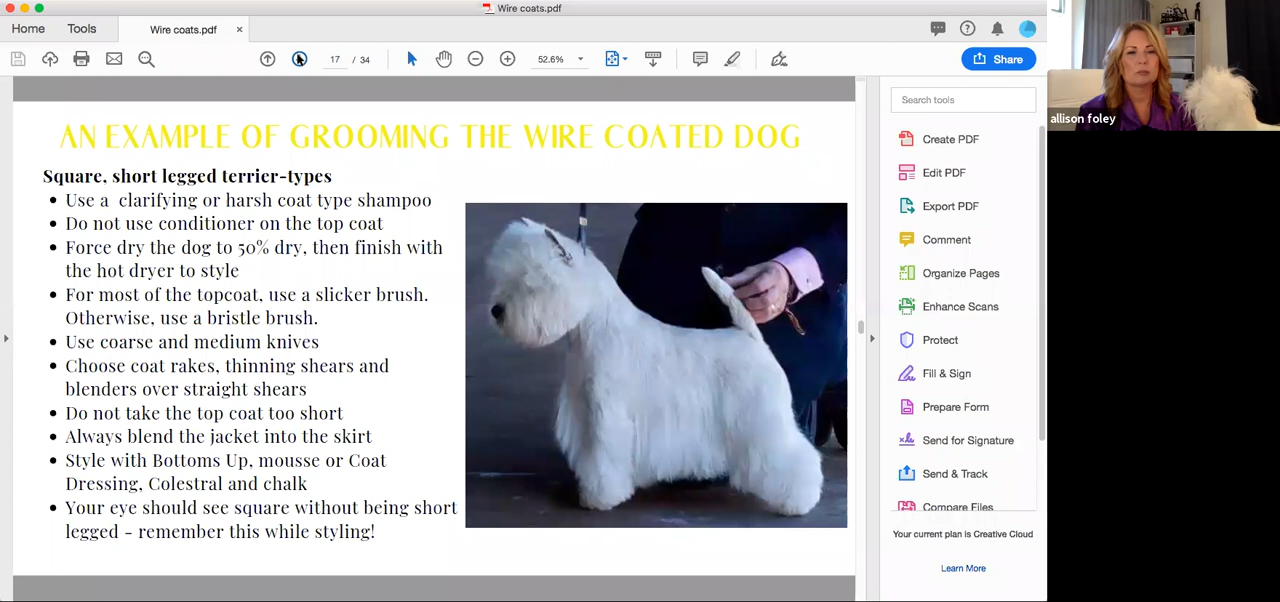 Wire coats.pdf
Home
Tools
Wire coats.pdf
17 / 34
52.6%
Share
allison foley
AN EXAMPLE OF GROOMING THE WIRE COATED DOG
Square, short legged terrier-types
Use a clarifying or harsh coat type shampoo
Do not use conditioner on the top coat
Force dry the dog to 50% dry, then finish with
the hot dryer to style
For most of the topcoat, use a slicker brush.
Otherwise, use a bristle brush.
Use coarse and medium knives
Choose coat rakes, thinning shears and
blenders over straight shears
Do not take the top coat too short
Always blend the jacket into the skirt
Style with Bottoms Up, mousse or Coat
Dressing, Colestral and chalk
Your eye should see square without being short
legged - remember this while styling!
Search tools
Create PDF
Edit PDF
Export PDF
Comment
Organize Pages
Enhance Scans
Protect
Fill & Sign
Prepare Form
Send for Signature
Send & Track
Compare Files
Your current plan is Creative Cloud
Learn More